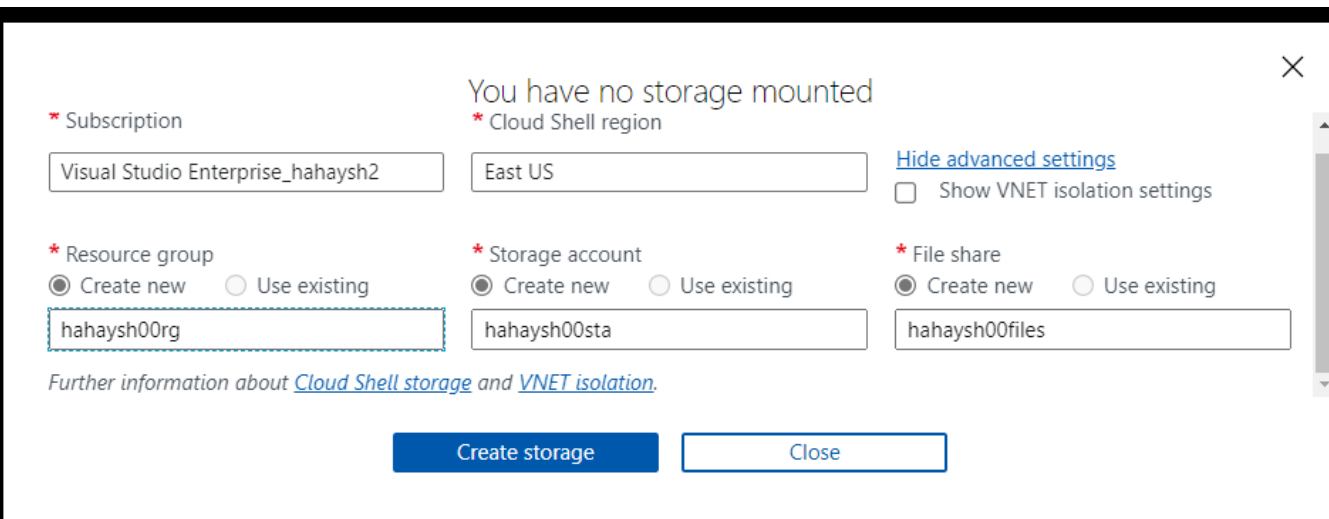 You have no storage mounted
* Subscription
* Cloud Shell region
Visual Studio Enterprise_hahaysh2
East US
Hide advanced settings
Show VNET isolation settings
* Resource group
Create new
Use existing
hahaysh00rg
* Storage account
Create new
Use existing
hahaysh00sta
* File share
Create new
Use existing
hahaysh00files
Further information about Cloud Shell storage and VNET isolation.
Create storage
Close